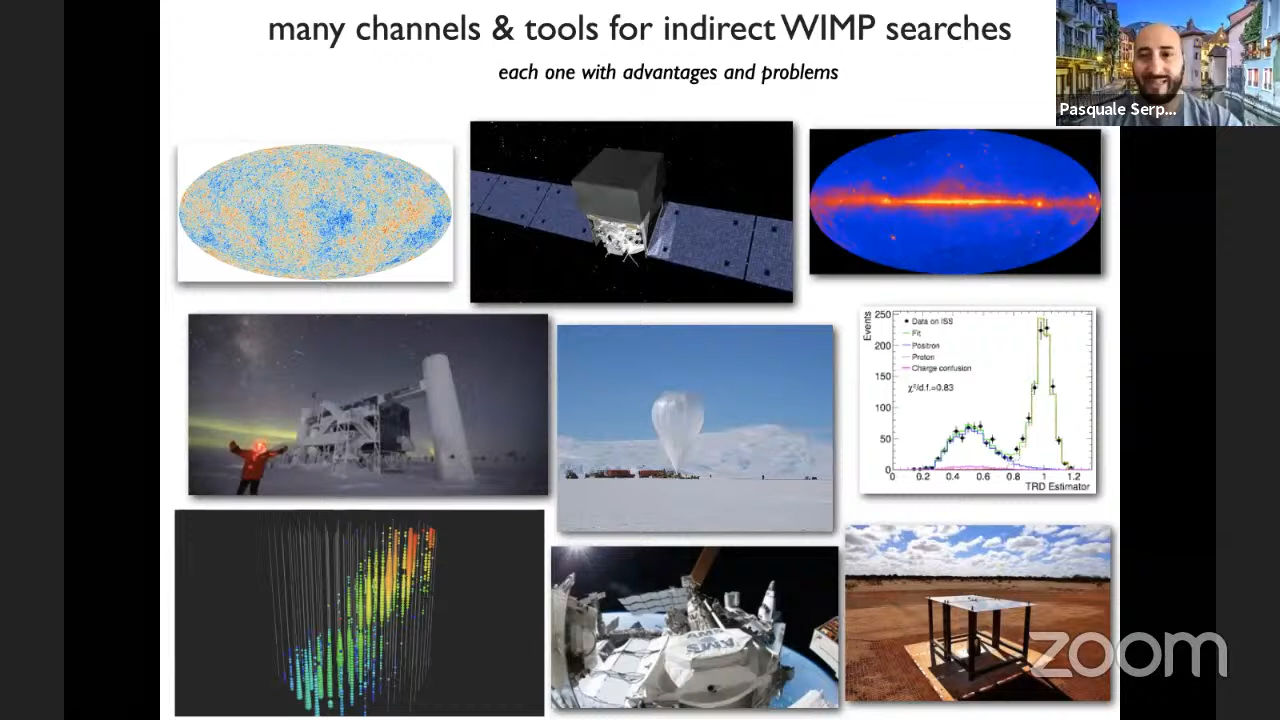 many channels & tools for indirect WIMP searches
each one with advantages and problems
Pasquale Serp...
Events
250
200
150
100
50
0
Data on ISS
Fit
Positron
Proton
Charge confusion
χ²/d.f.=0.83
0 0.2 0.4 0.6 0.8 1 1.2
TRD Estimator
AMS
zoom